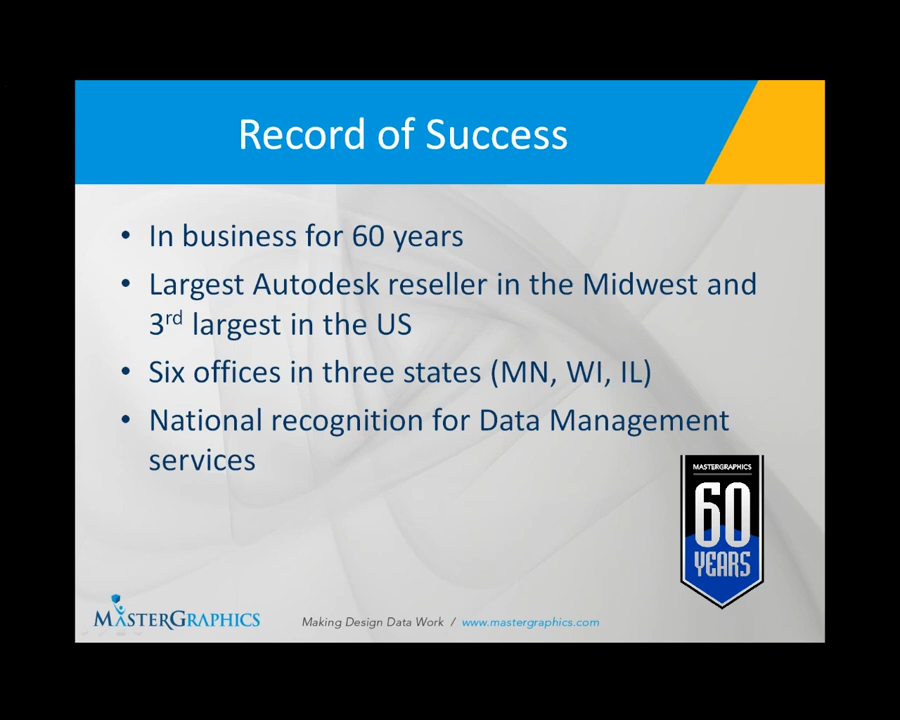 Record of Success
• In business for 60 years
• Largest Autodesk reseller in the Midwest and
3rd largest in the US
• Six offices in three states (MN, WI, IL)
• National recognition for Data Management
services
MASTERGRAPHICS
60
YEARS
MASTERGRAPHICS
Making Design Data Work / www.mastergraphics.com